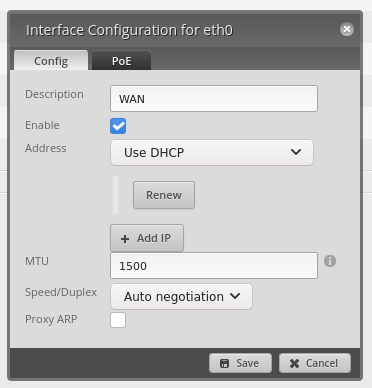 Interface Configuration for eth0
Config
PoE
Description
WAN
Enable
Address
Use DHCP
Renew
+ Add IP
MTU
1500
Speed/Duplex
Auto negotiation
Proxy ARP
Save
Cancel